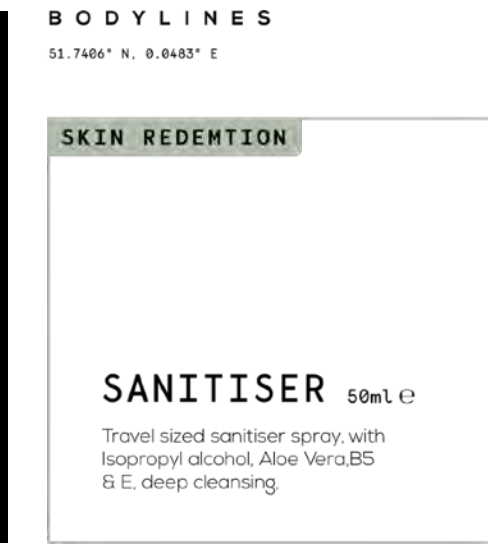 BODYLINES
51.7406° N, 0.0483° E
SKIN REDEMTION
SANITISER 50ml ℮
Travel sized sanitiser spray, with
Isopropyl alcohol, Aloe Vera,B5
& E, deep cleansing.